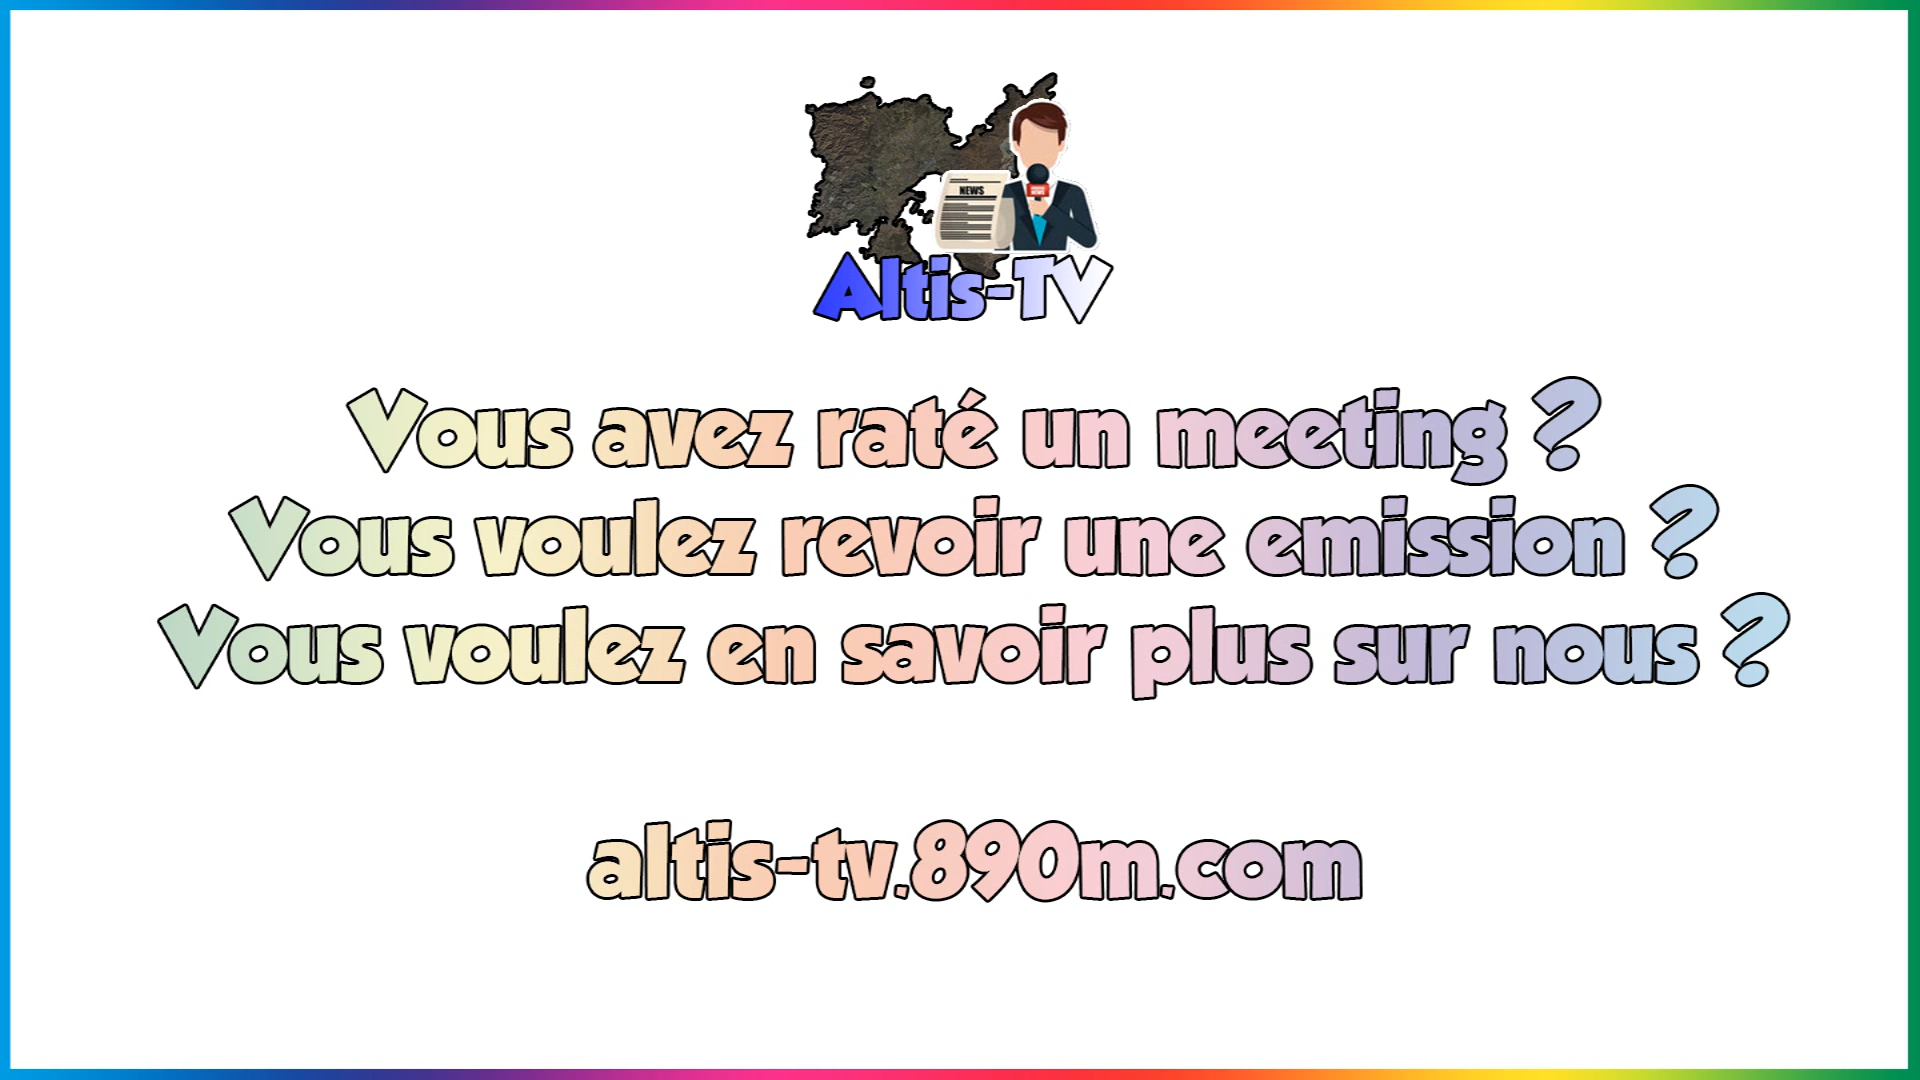 NEWS
Altis-TV
Vous avez raté un meeting ?
Vous voulez revoir une emission ?
Vous voulez en savoir plus sur nous ?
altis-tv.890m.com